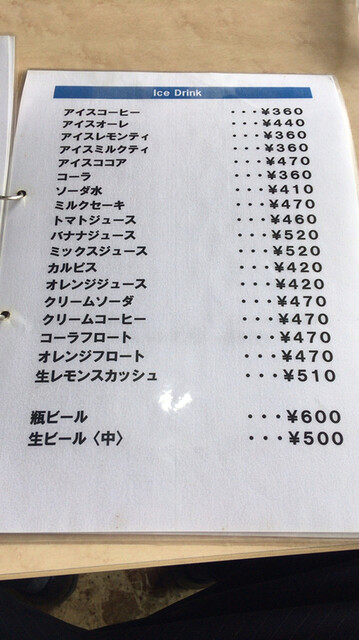 Ice Drink
アイスコーヒー ・・・¥360
アイスオーレ ・・・¥440
アイスレモンティ ・・・¥360
アイスミルクティ ・・・¥360
アイスココア ・・・¥470
コーラ ・・・¥360
ソーダ水 ・・・¥410
ミルクセーキ ・・・¥470
トマトジュース ・・・¥460
バナナジュース ・・・¥520
ミックスジュース ・・・¥520
カルピス ・・・¥420
オレンジジュース ・・・¥420
クリームソーダ ・・・¥470
クリームコーヒー ・・・¥470
コーラフロート ・・・¥470
オレンジフロート ・・・¥470
生レモンスカッシュ ・・・¥510
瓶ビール ・・・¥600
生ビール〈中〉 ・・・¥500